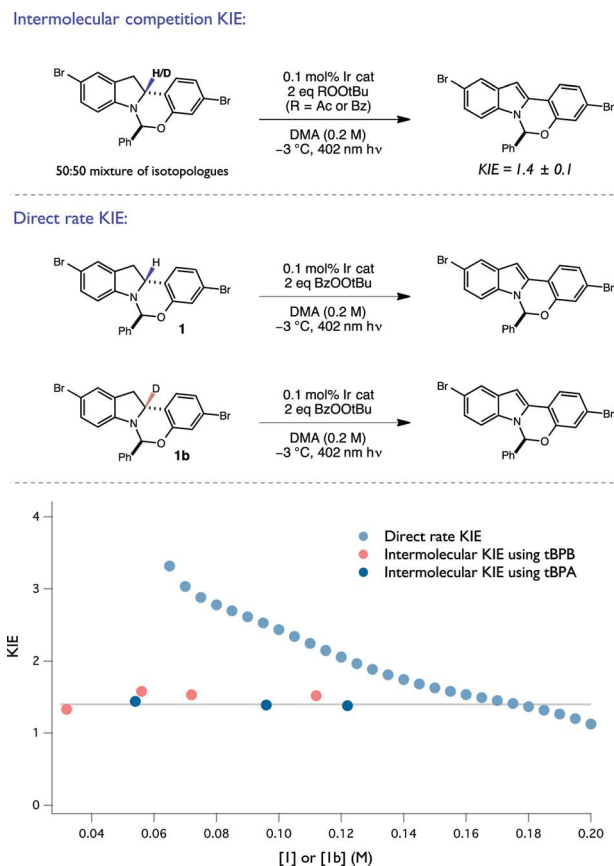 Intermolecular competition KIE:
Br
H/D
N
O
Ph
Br
50:50 mixture of isotopologues
0.1 mol% Ir cat
2 eq ROOtBu
(R = Ac or Bz)
DMA (0.2 M)
−3 °C, 402 nm hν
Br
N
O
Ph
Br
KIE = 1.4 ± 0.1
Direct rate KIE:
Br
H
N
O
Ph
Br
1
0.1 mol% Ir cat
2 eq BzOOtBu
DMA (0.2 M)
−3 °C, 402 nm hν
Br
N
O
Ph
Br
Br
D
N
O
Ph
Br
1b
0.1 mol% Ir cat
2 eq BzOOtBu
DMA (0.2 M)
−3 °C, 402 nm hν
Br
N
O
Ph
Br
Direct rate KIE
Intermolecular KIE using tBPB
Intermolecular KIE using tBPA
KIE
4
3
2
1
0
0.04 0.06 0.08 0.10 0.12 0.14 0.16 0.18 0.20
[1] or [1b] (M)